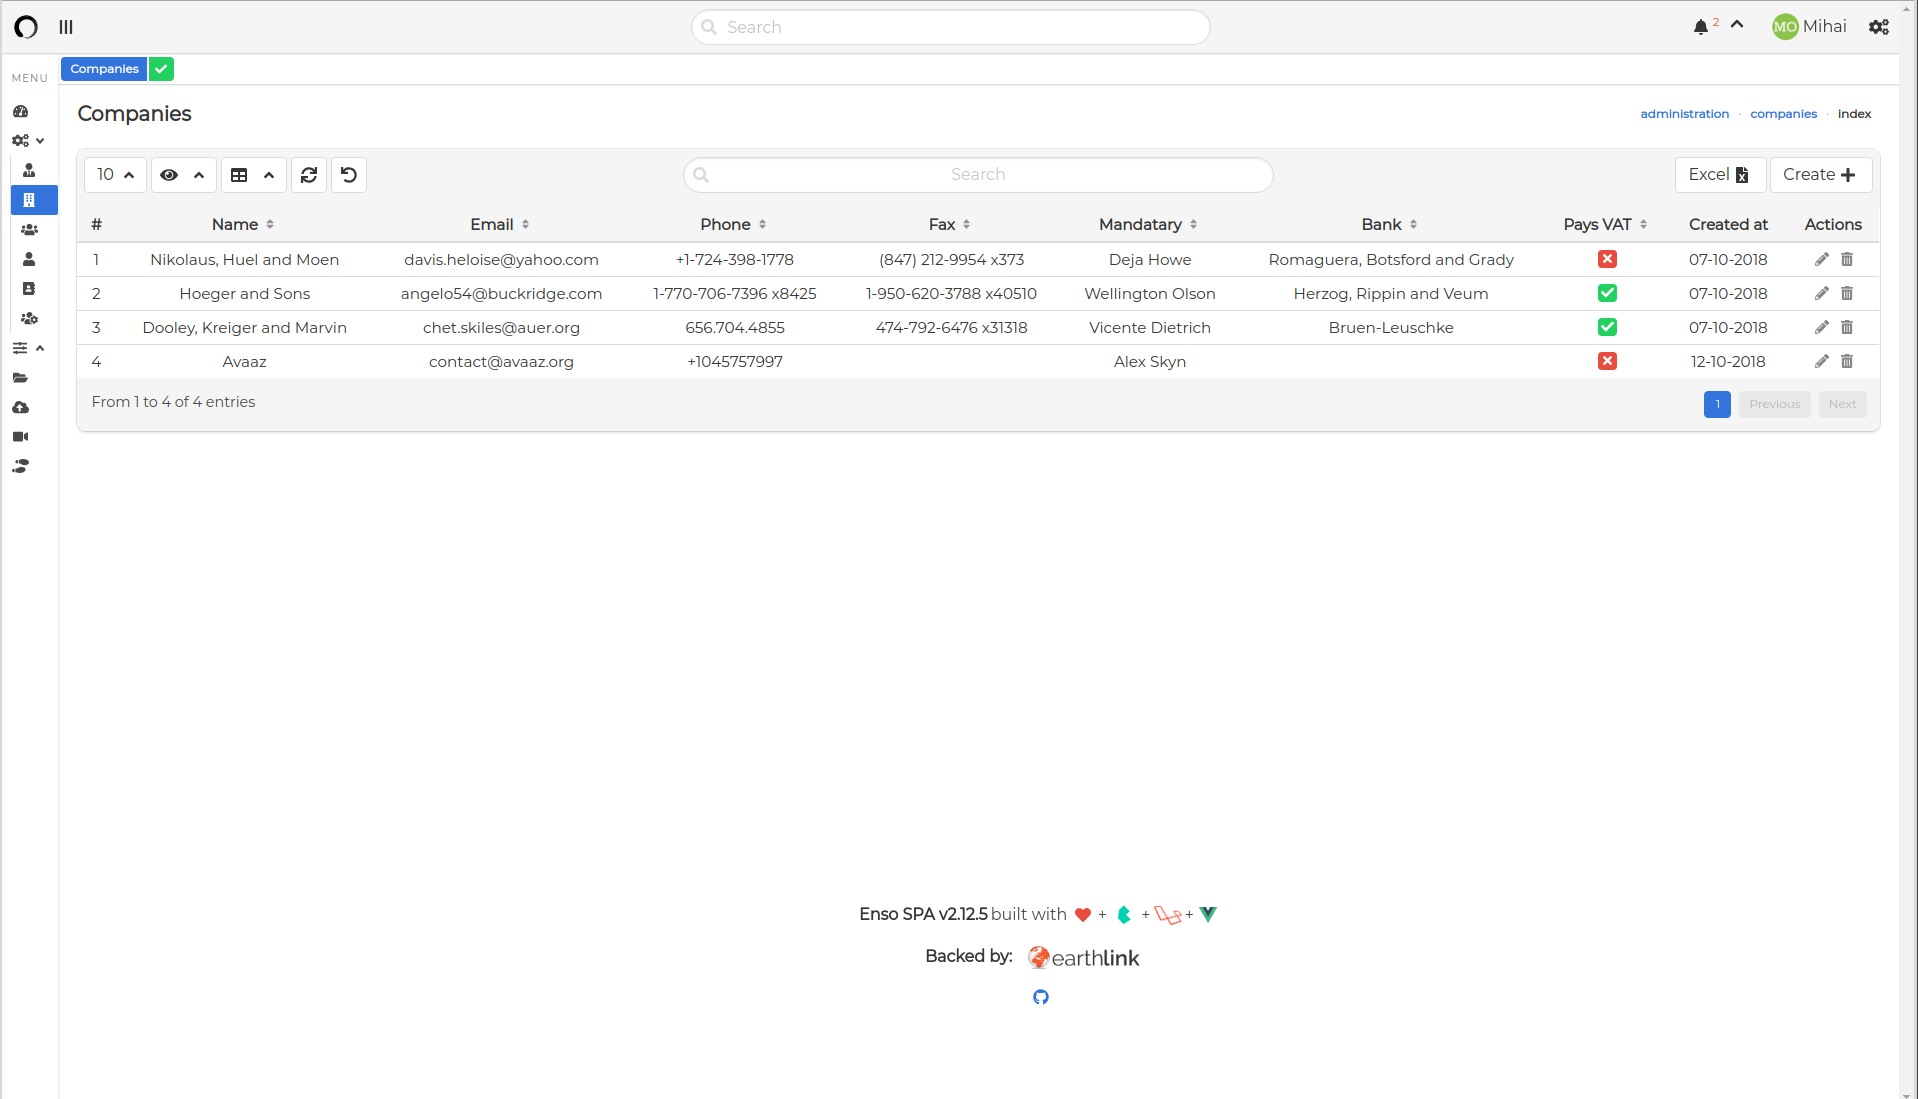 Search
2
MO Mihai
MENU
Companies
Companies
administration · companies · index
10
Search
Excel
Create
# Name Email Phone Fax Mandatary Bank Pays VAT Created at Actions
1 Nikolaus, Huel and Moen davis.heloise@yahoo.com +1-724-398-1778 (847) 212-9954 x373 Deja Howe Romaguera, Botsford and Grady 07-10-2018
2 Hoeger and Sons angelo54@buckridge.com 1-770-706-7396 x8425 1-950-620-3788 x40510 Wellington Olson Herzog, Rippin and Veum 07-10-2018
3 Dooley, Kreiger and Marvin chet.skiles@auer.org 656.704.4855 474-792-6476 x31318 Vicente Dietrich Bruen-Leuschke 07-10-2018
4 Avaaz contact@avaaz.org +1045757997 Alex Skyn 12-10-2018
From 1 to 4 of 4 entries
1 Previous Next
Enso SPA v2.12.5 built with + + +
Backed by: earthlink